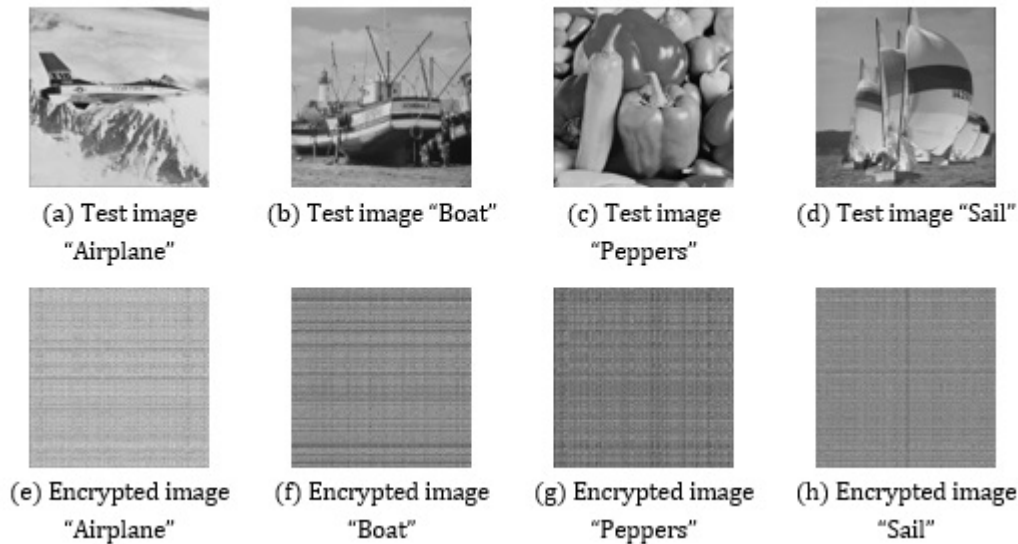 (a) Test image
“Airplane”
(b) Test image “Boat”
(c) Test image
“Peppers”
(d) Test image “Sail”
(e) Encrypted image
“Airplane”
(f) Encrypted image
“Boat”
(g) Encrypted image
“Peppers”
(h) Encrypted image
“Sail”